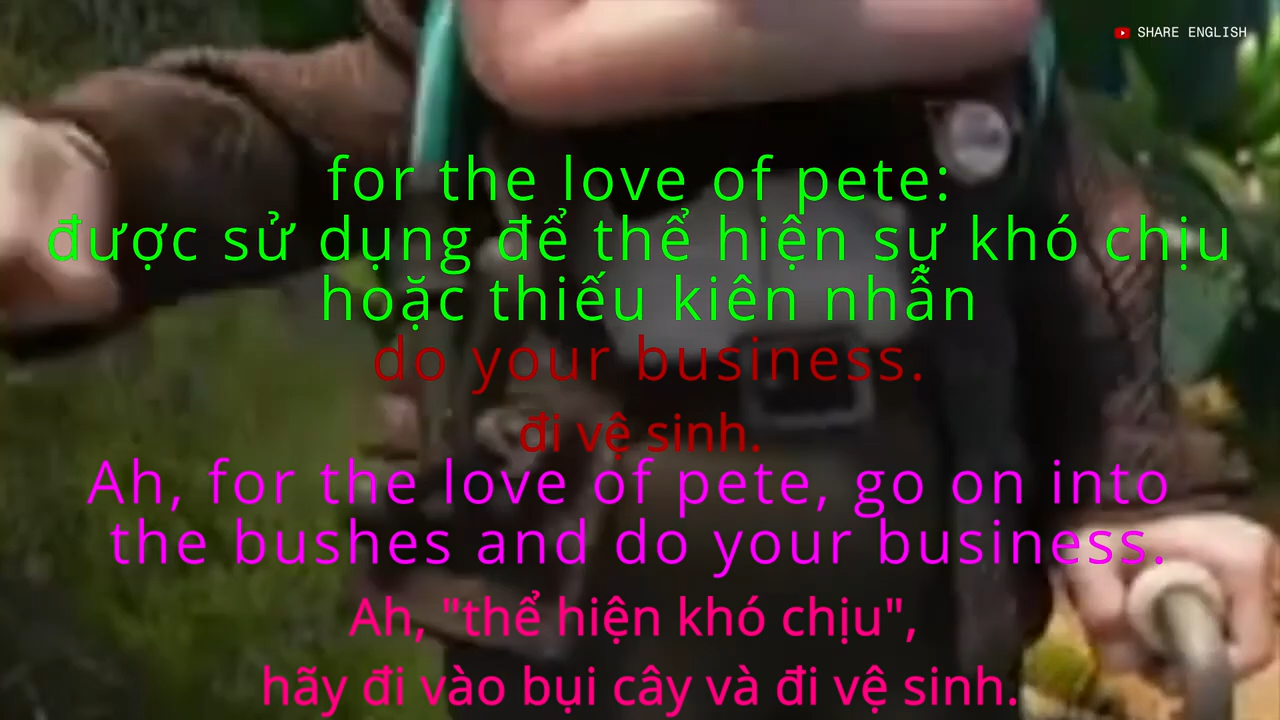 SHARE ENGLISH
for the love of pete:
được sử dụng để thể hiện sự khó chịu
hoặc thiếu kiên nhẫn
do your business.
đi vệ sinh.
Ah, for the love of pete, go on into
the bushes and do your business.
Ah, "thể hiện khó chịu",
hãy đi vào bụi cây và đi vệ sinh.